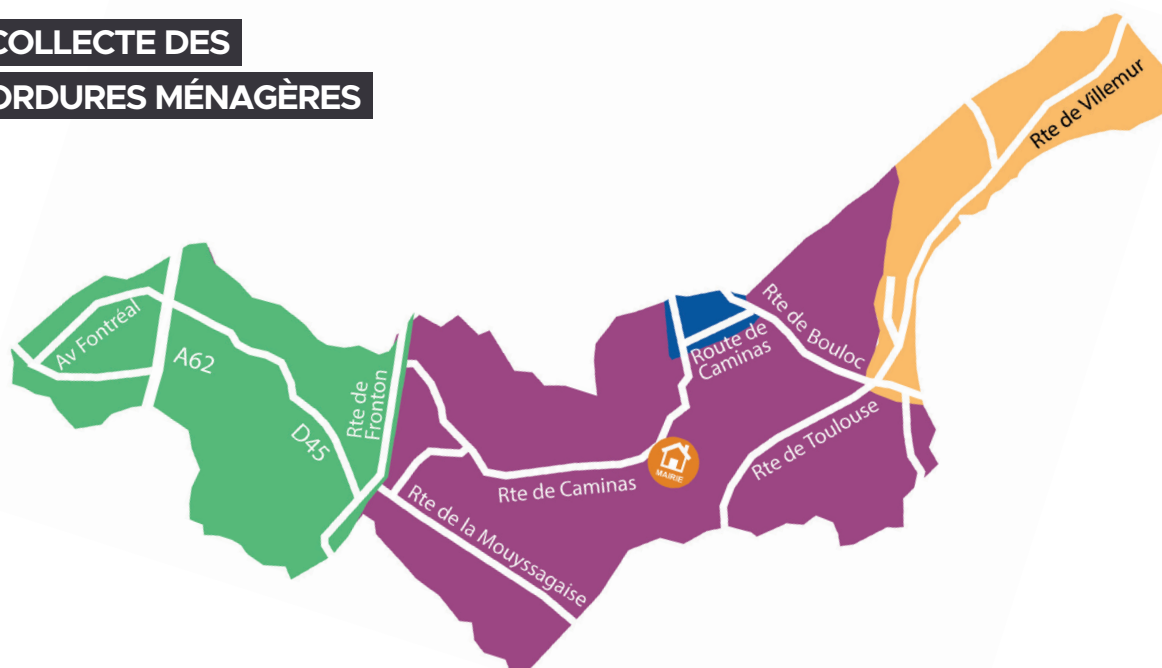 COLLECTE DES
ORDURES MÉNAGÈRES
Rte de Villemur
Av Fontréal
A62
Rte de
Fronton
D45
Rte de Bouloc
Route de
Caminas
Rte de Toulouse
MAIRIE
Rte de Caminas
Rte de la Mouyssagaise